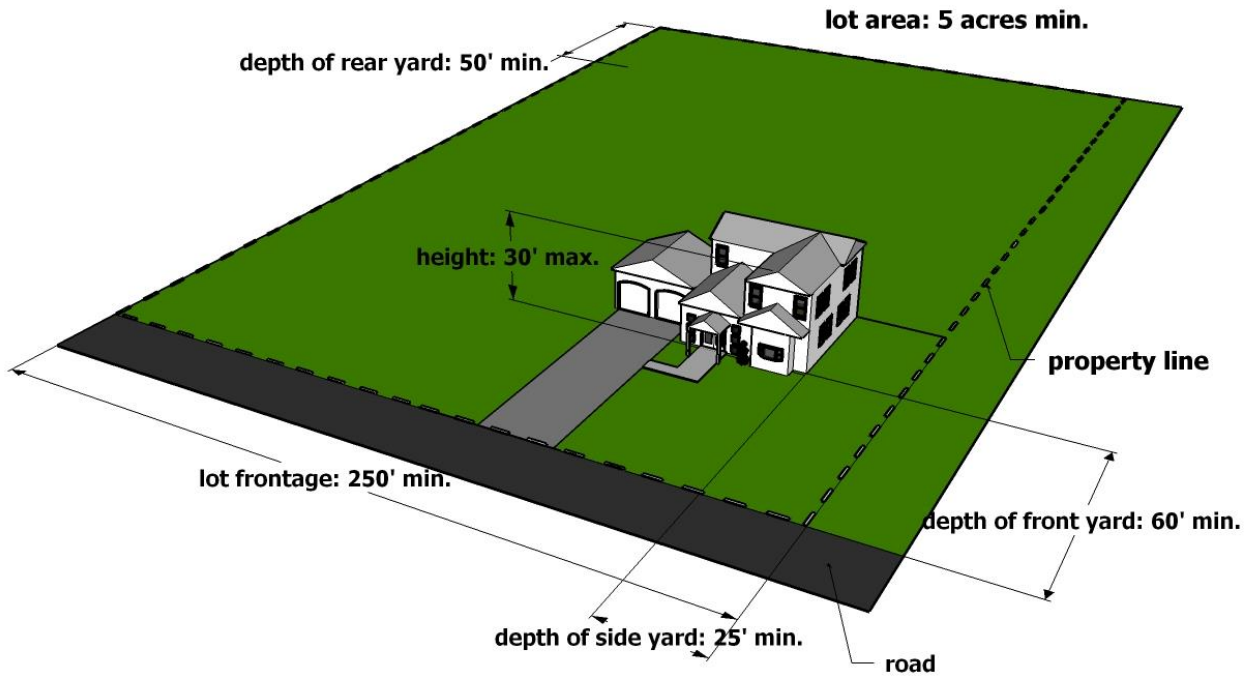 lot area: 5 acres min.
depth of rear yard: 50' min.
height: 30' max.
property line
lot frontage: 250' min.
depth of front yard: 60' min.
depth of side yard: 25' min.
road